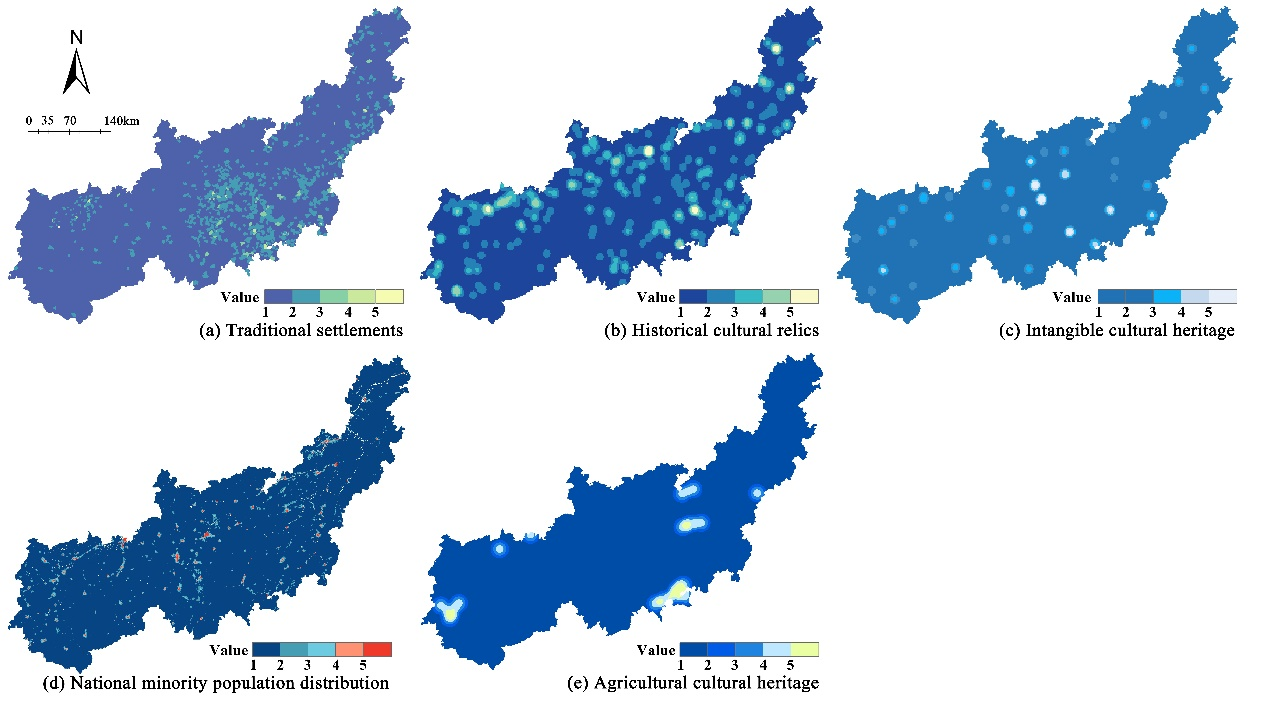 N
0 35 70 140km
Value
1 2 3 4 5
(a) Traditional settlements
Value
1 2 3 4 5
(b) Historical cultural relics
Value
1 2 3 4 5
(c) Intangible cultural heritage
Value
1 2 3 4 5
(d) National minority population distribution
Value
1 2 3 4 5
(e) Agricultural cultural heritage